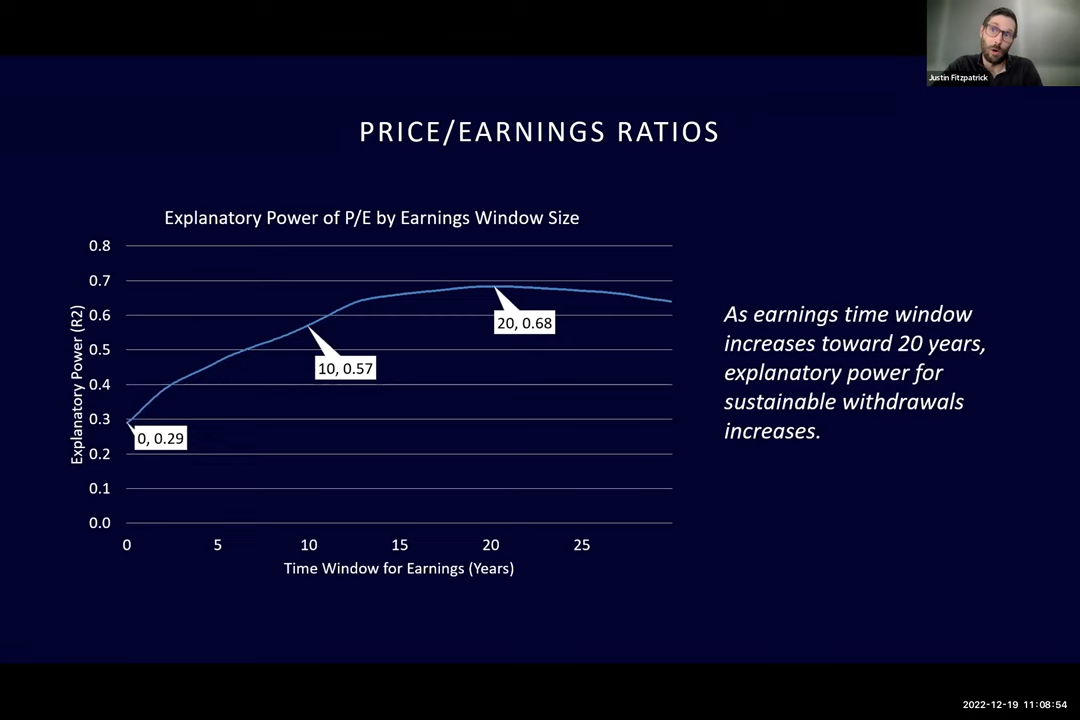 Justin Fitzpatrick
PRICE/EARNINGS RATIOS
Explanatory Power of P/E by Earnings Window Size
Explanatory Power (R2)
0.8
0.7
0.6
0.5
0.4
0.3
0.2
0.1
0.0
0, 0.29
10, 0.57
20, 0.68
0 5 10 15 20 25
Time Window for Earnings (Years)
As earnings time window
increases toward 20 years,
explanatory power for
sustainable withdrawals
increases.
2022-12-19 11:08:54